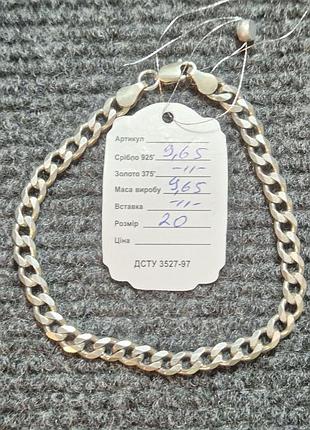 Артикул
Срібло 925' 9,65
Золото 375' -//-
Маса виробу 9,65
Вставка -//-
Розмір 20
Ціна
ДСТУ 3527-97